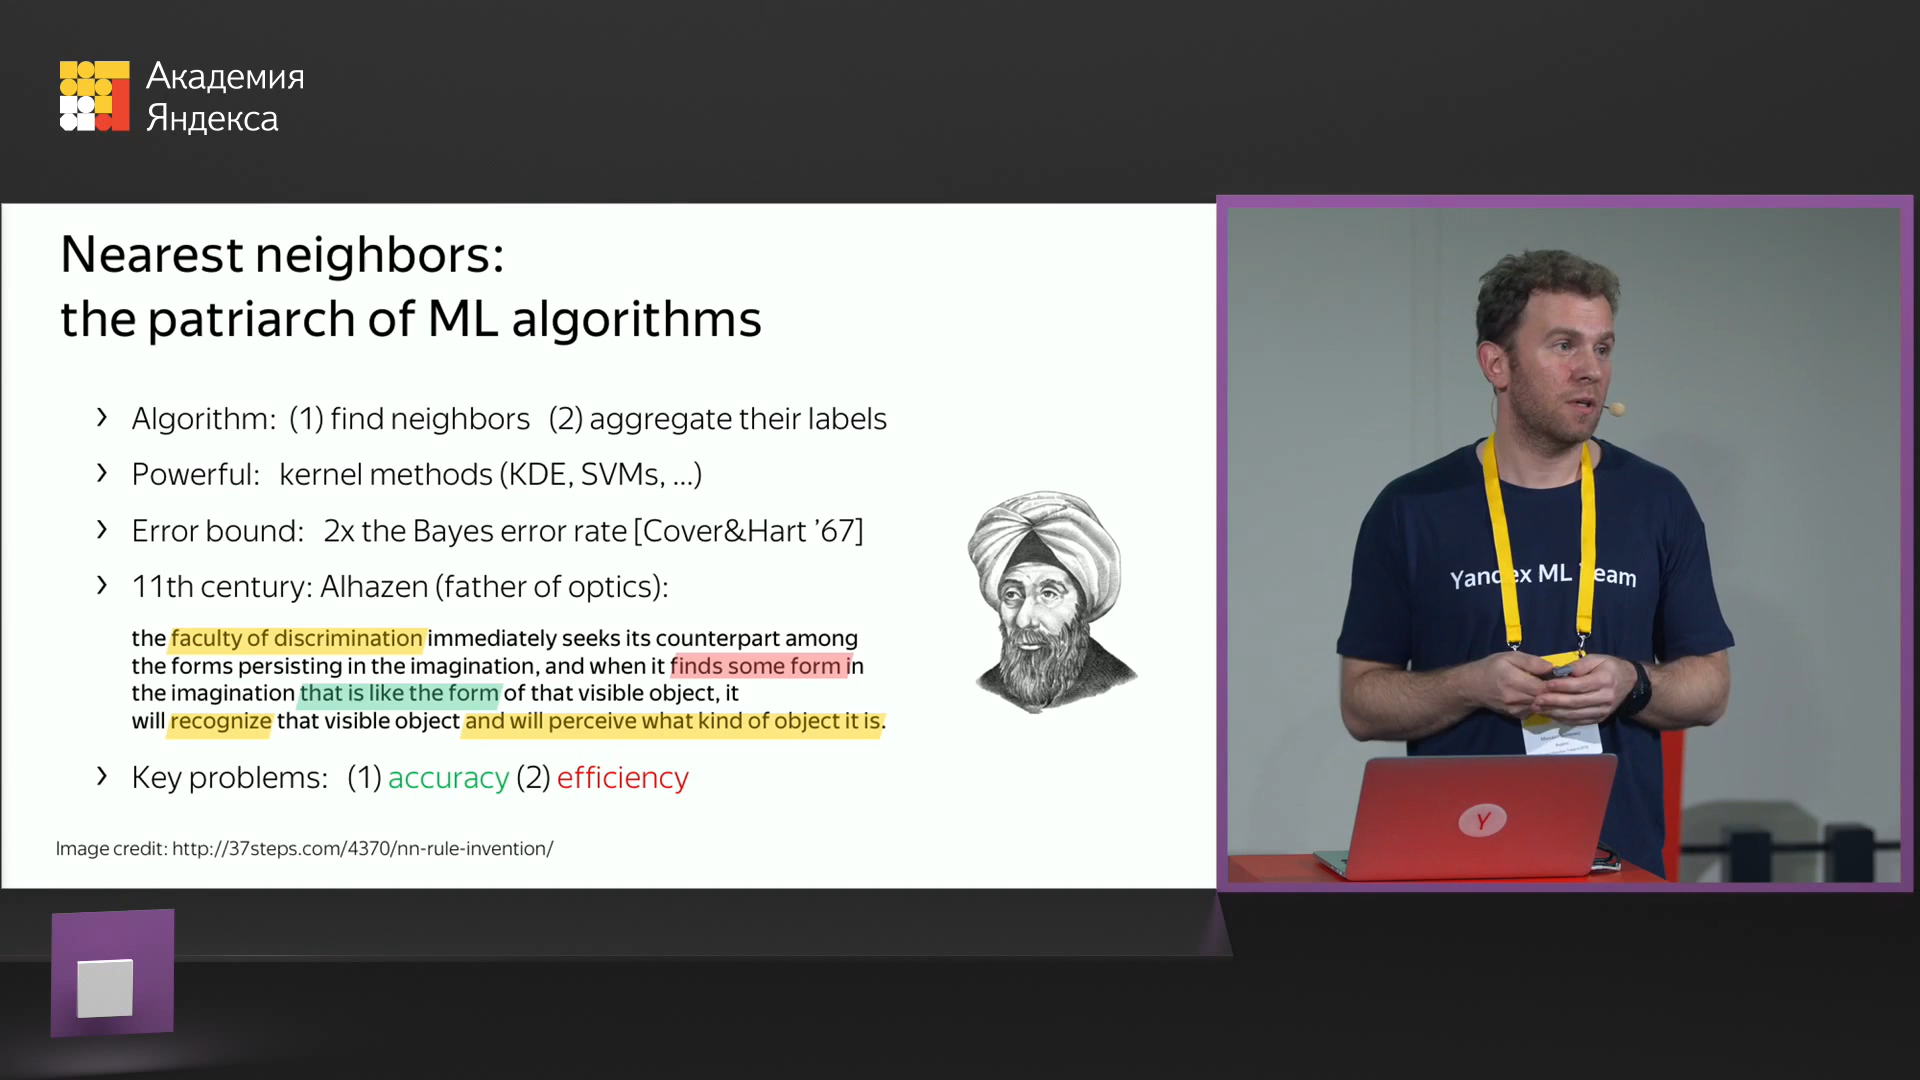 Академия
Яндекса
Nearest neighbors:
the patriarch of ML algorithms
› Algorithm: (1) find neighbors (2) aggregate their labels
› Powerful: kernel methods (KDE, SVMs, ...)
› Error bound: 2x the Bayes error rate [Cover&Hart ’67]
› 11th century: Alhazen (father of optics):
the faculty of discrimination immediately seeks its counterpart among
the forms persisting in the imagination, and when it finds some form in
the imagination that is like the form of that visible object, it
will recognize that visible object and will perceive what kind of object it is.
› Key problems: (1) accuracy (2) efficiency
Image credit: http://37steps.com/4370/nn-rule-invention/
Yandex ML Team
Y